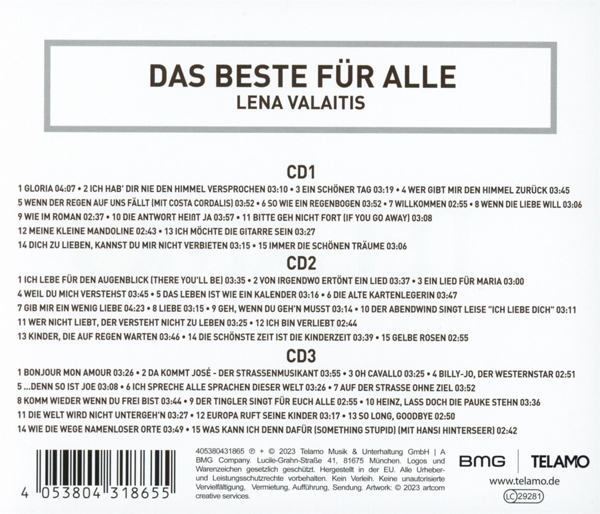 DAS BESTE FÜR ALLE
LENA VALAITIS
CD1
1 GLORIA 04:07 • 2 ICH HAB' DIR NIE DEN HIMMEL VERSPROCHEN 03:10 • 3 EIN SCHÖNER TAG 03:19 • 4 WER GIBT MIR DEN HIMMEL ZURÜCK 03:45
5 WENN DER REGEN AUF UNS FÄLLT (MIT COSTA CORDALIS) 03:52 • 6 SO WIE EIN REGENBOGEN 03:52 • 7 WILLKOMMEN 02:55 • 8 WENN DIE LIEBE WILL 03:06
9 WIE IM ROMAN 02:37 • 10 DIE ANTWORT HEIßT JA 03:57 • 11 BITTE GEH NICHT FORT (IF YOU GO AWAY) 03:08
12 MEINE KLEINE MANDOLINE 02:43 • 13 ICH MÖCHTE DIE GITARRE SEIN 03:27
14 DICH ZU LIEBEN, KANNST DU MIR NICHT VERBIETEN 03:15 • 15 IMMER DIE SCHÖNEN TRÄUME 03:06
CD2
1 ICH LEBE FÜR DEN AUGENBLICK (THERE YOU'LL BE) 03:35 • 2 VON IRGENDWO ERTÖNT EIN LIED 03:37 • 3 EIN LIED FÜR MARIA 03:00
4 WEIL DU MICH VERSTEHST 03:45 • 5 DAS LEBEN IST WIE EIN KALENDER 03:16 • 6 DIE ALTE KARTENLEGERIN 03:47
7 GIB MIR EIN WENIG LIEBE 04:23 • 8 LIEBE 03:15 • 9 GEH, WENN DU GEH'N MUSST 03:14 • 10 DER ABENDWIND SINGT LEISE "ICH LIEBE DICH" 03:11
11 WER NICHT LIEBT, DER VERSTEHT NICHT ZU LEBEN 03:25 • 12 ICH BIN VERLIEBT 02:44
13 KINDER, DIE AUF REGEN WARTEN 03:46 • 14 DIE SCHÖNSTE ZEIT IST DIE KINDERZEIT 03:39 • 15 GELBE ROSEN 02:55
CD3
1 BONJOUR MON AMOUR 03:26 • 2 DA KOMMT JOSÉ - DER STRASSENMUSIKANT 03:55 • 3 OH CAVALLO 03:25 • 4 BILLY-JO, DER WESTERNSTAR 02:51
5 ...DENN SO IST JOE 03:08 • 6 ICH SPRECHE ALLE SPRACHEN DIESER WELT 03:26 • 7 AUF DER STRASSE OHNE ZIEL 03:52
8 KOMM WIEDER WENN DU FREI BIST 03:44 • 9 DER TINGLER SINGT FÜR EUCH ALLE 02:55 • 10 HEINZ, LASS DOCH DIE PAUKE STEHN 03:36
11 DIE WELT WIRD NICHT UNTERGEH'N 03:27 • 12 EUROPA RUFT SEINE KINDER 03:17 • 13 SO LONG, GOODBYE 02:50
14 WIE DIE WEGE NAMENLOSER ORTE 03:49 • 15 WAS KANN ICH DENN DAFÜR (SOMETHING STUPID) (MIT HANSI HINTERSEER) 02:42
405380431865 ℗ + © 2023 Telamo Musik & Unterhaltung GmbH | A
BMG Company. Lucile-Grahn-Straße 41, 81675 München. Logos und
Warenzeichen gesetzlich geschützt. Hergestellt in der EU. Alle Urheber-
und Leistungsschutzrechte vorbehalten. Kein Verleih. Keine unautorisierte
Vervielfältigung, Vermietung, Aufführung, Sendung. Artwork: © 2023 artcom
creative services.
4 053804 318655
BMG TELAMO
www.telamo.de
LC 29281